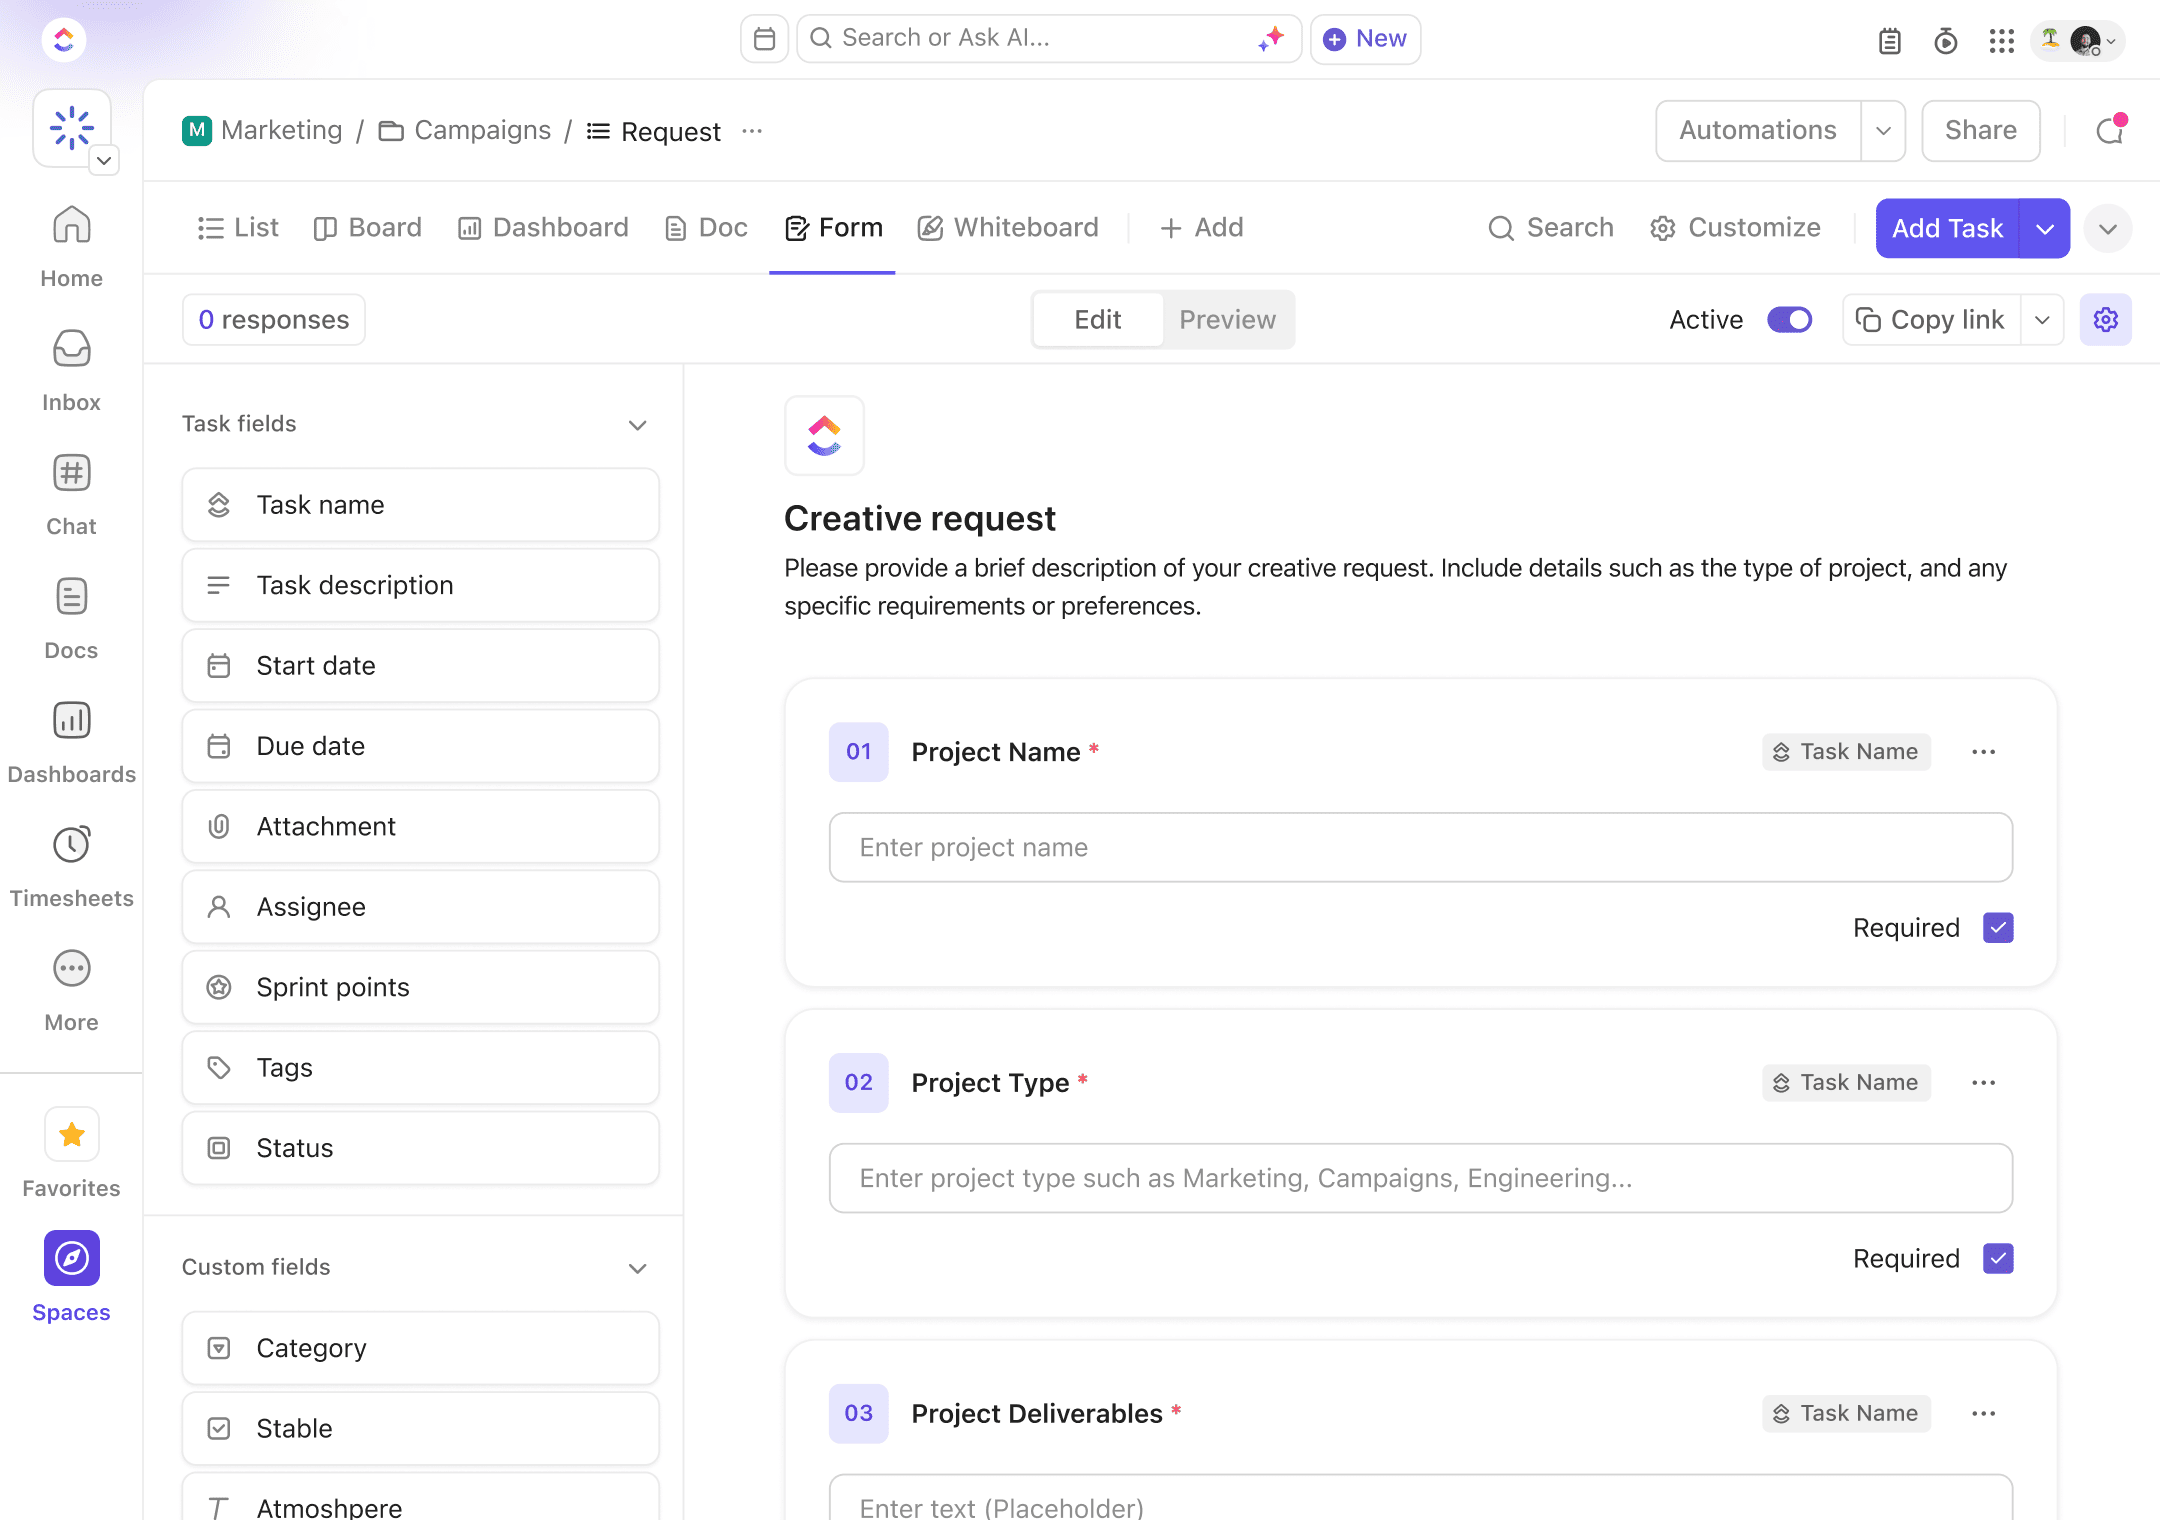 Search or Ask AI...
New
M Marketing / Campaigns / Request ...
Automations
Share
Home
Inbox
Chat
Docs
Dashboards
Timesheets
More
Favorites
Spaces
List Board Dashboard Doc Form Whiteboard + Add
Search Customize Add Task
0 responses
Edit Preview
Active Copy link
Task fields
Task name
Task description
Start date
Due date
Attachment
Assignee
Sprint points
Tags
Status
Custom fields
Category
Stable
Atmoshpere
Creative request
Please provide a brief description of your creative request. Include details such as the type of project, and any
specific requirements or preferences.
01 Project Name * Task Name
Enter project name
Required
02 Project Type * Task Name
Enter project type such as Marketing, Campaigns, Engineering...
Required
03 Project Deliverables * Task Name
Enter text (Placeholder)